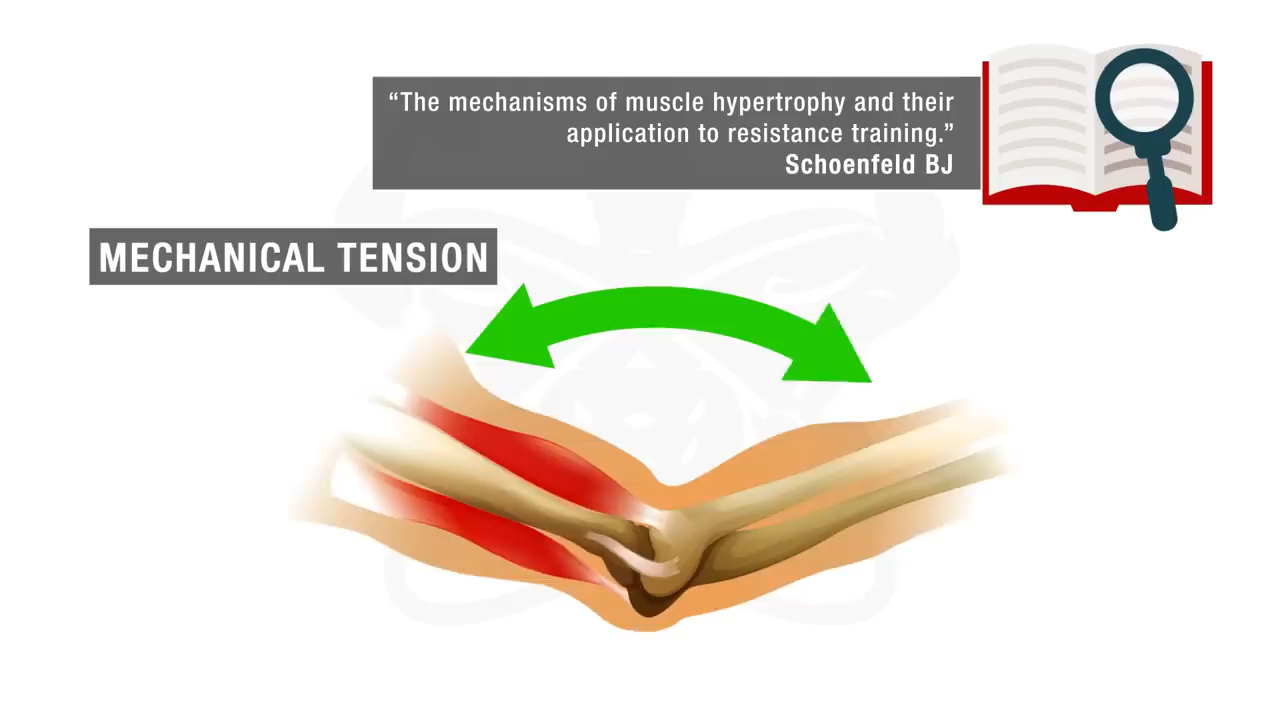 “The mechanisms of muscle hypertrophy and their
application to resistance training.”
Schoenfeld BJ
MECHANICAL TENSION